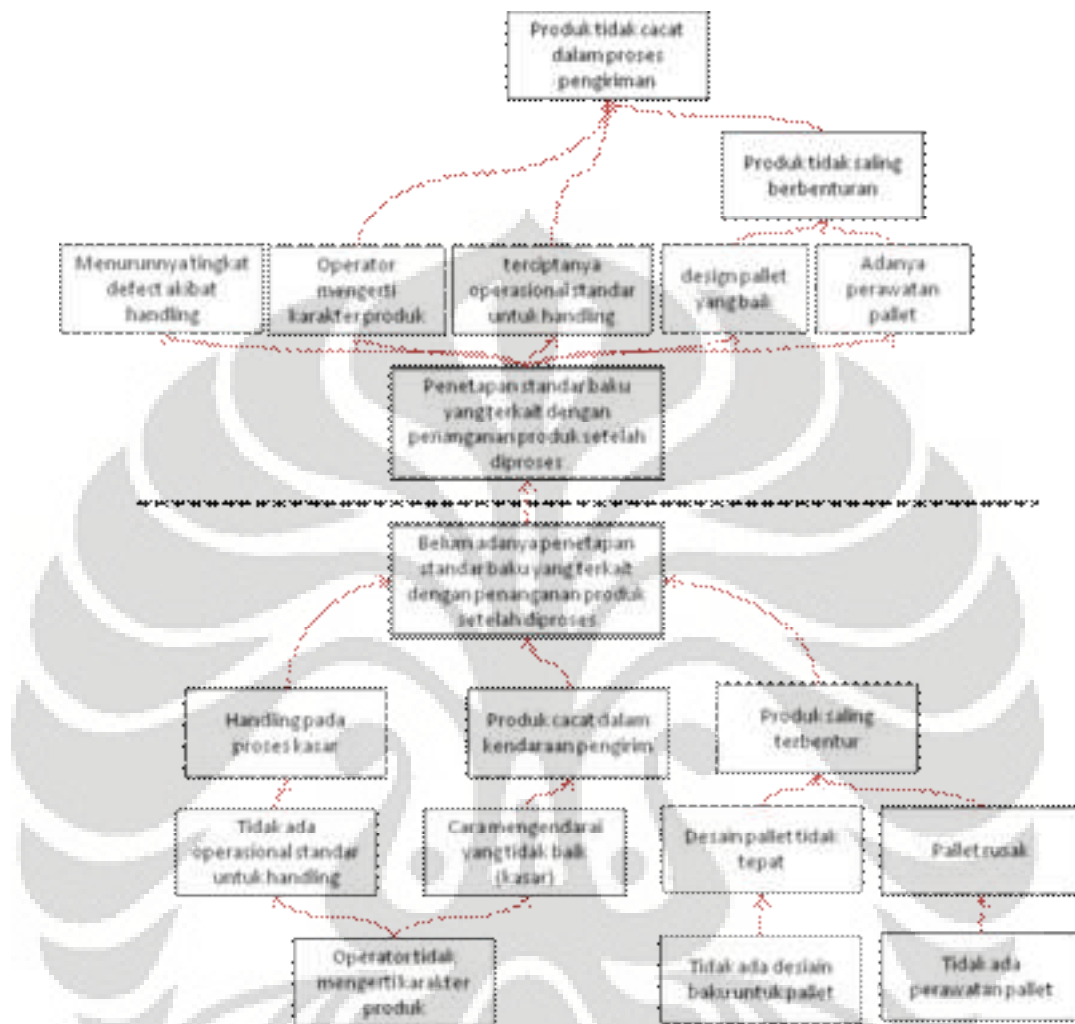 Produk tidak cacat
dalam proses
pengiriman
Produk tidak saling
berbenturan
Menurunnya tingkat
defect akibat
handling
Operator
mengerti
karakter produk
terciptanya
operasional standar
untuk handling
design pallet
yang baik
Adanya
perawatan
pallet
Penetapan standar baku
yang terkait dengan
penanganan produk setelah
diproses
Belum adanya penetapan
standar baku yang terkait
dengan penanganan produk
setelah diproses
Handling pada
proses kasar
Produk cacat dalam
kendaraan pengirim
Produk saling
terbentur
Tidak ada
operasional standar
untuk handling
Cara mengendarai
yang tidak baik
(kasar)
Desain pallet tidak
tepat
Pallet rusak
Operator tidak
mengerti karakter
produk
Tidak ada desiain
baku untuk pallet
Tidak ada
perawatan pallet